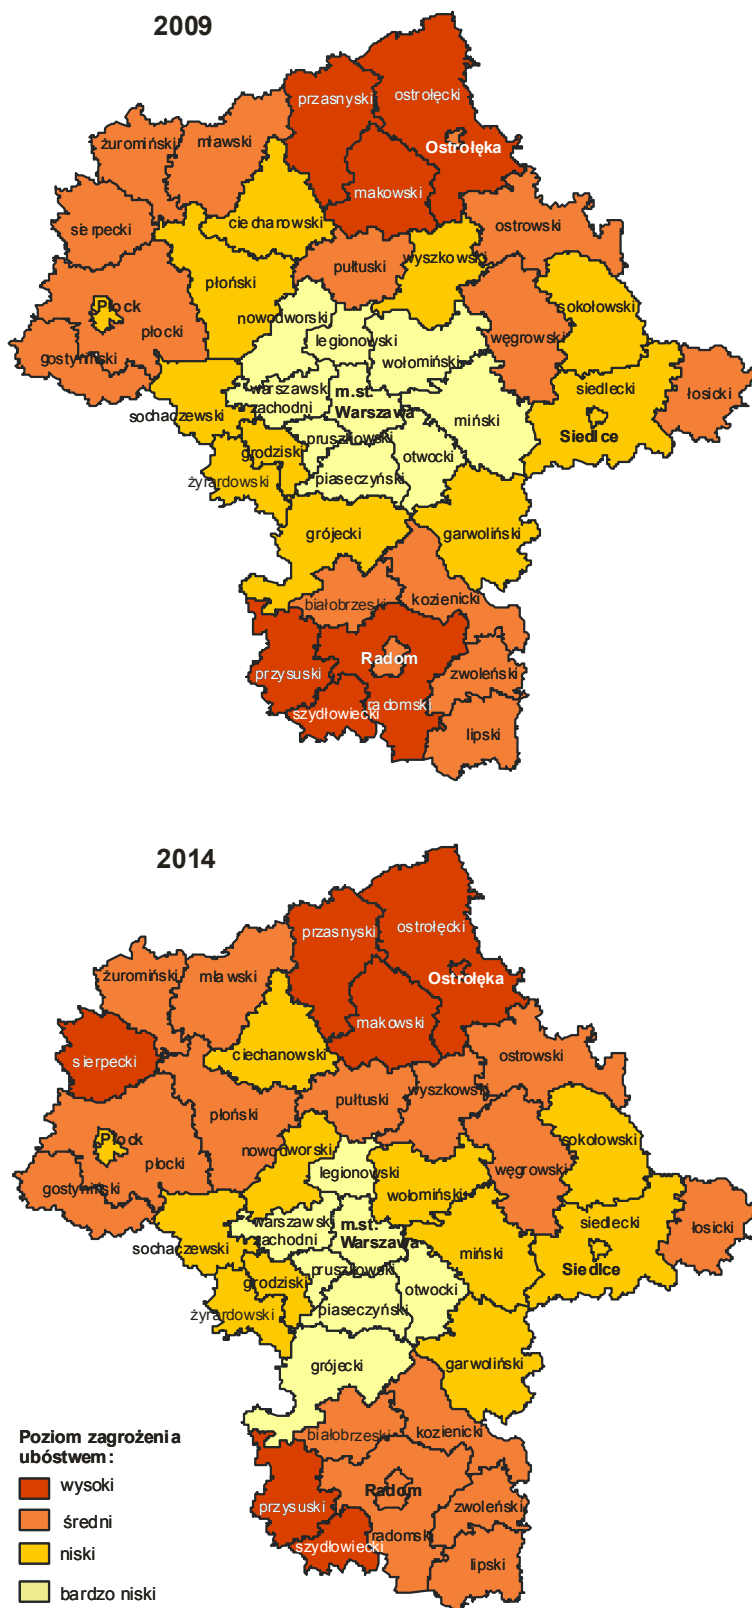 2009
przasnyski
ostrołęcki
żuromiński
mławski
Ostrołęka
makowski
sierpecki
ciechanowski
ostrowski
pułtuski
wyszkowski
płoński
Płock
nowodworski
sokołowski
płocki
legionowski
węgrowski
gostyniński
wołomiński
siedlecki
łosicki
warszawski
zachodni
m.st.
Warszawa
sochaczewski
miński
Siedlce
pruszkowski
grodziski
otwocki
żyrardowski
piaseczyński
grójecki
garwoliński
białobrzeski
kozienicki
Radom
przysuski
zwoleński
szydłowiecki
radomski
lipski
2014
przasnyski
ostrołęcki
żuromiński
mławski
Ostrołęka
makowski
sierpecki
ciechanowski
ostrowski
wyszkowski
płoński
pułtuski
Płock
nowodworski
sokołowski
płocki
legionowski
węgrowski
gostyniński
wołomiński
siedlecki
łosicki
warszawski
zachodni
m.st.
Warszawa
sochaczewski
miński
Siedlce
pruszkowski
grodziski
otwocki
żyrardowski
piaseczyński
grójecki
garwoliński
białobrzeski
kozienicki
Radom
przysuski
zwoleński
radomski
szydłowiecki
lipski
Poziom zagrożenia
ubóstwem:
wysoki
średni
niski
bardzo niski